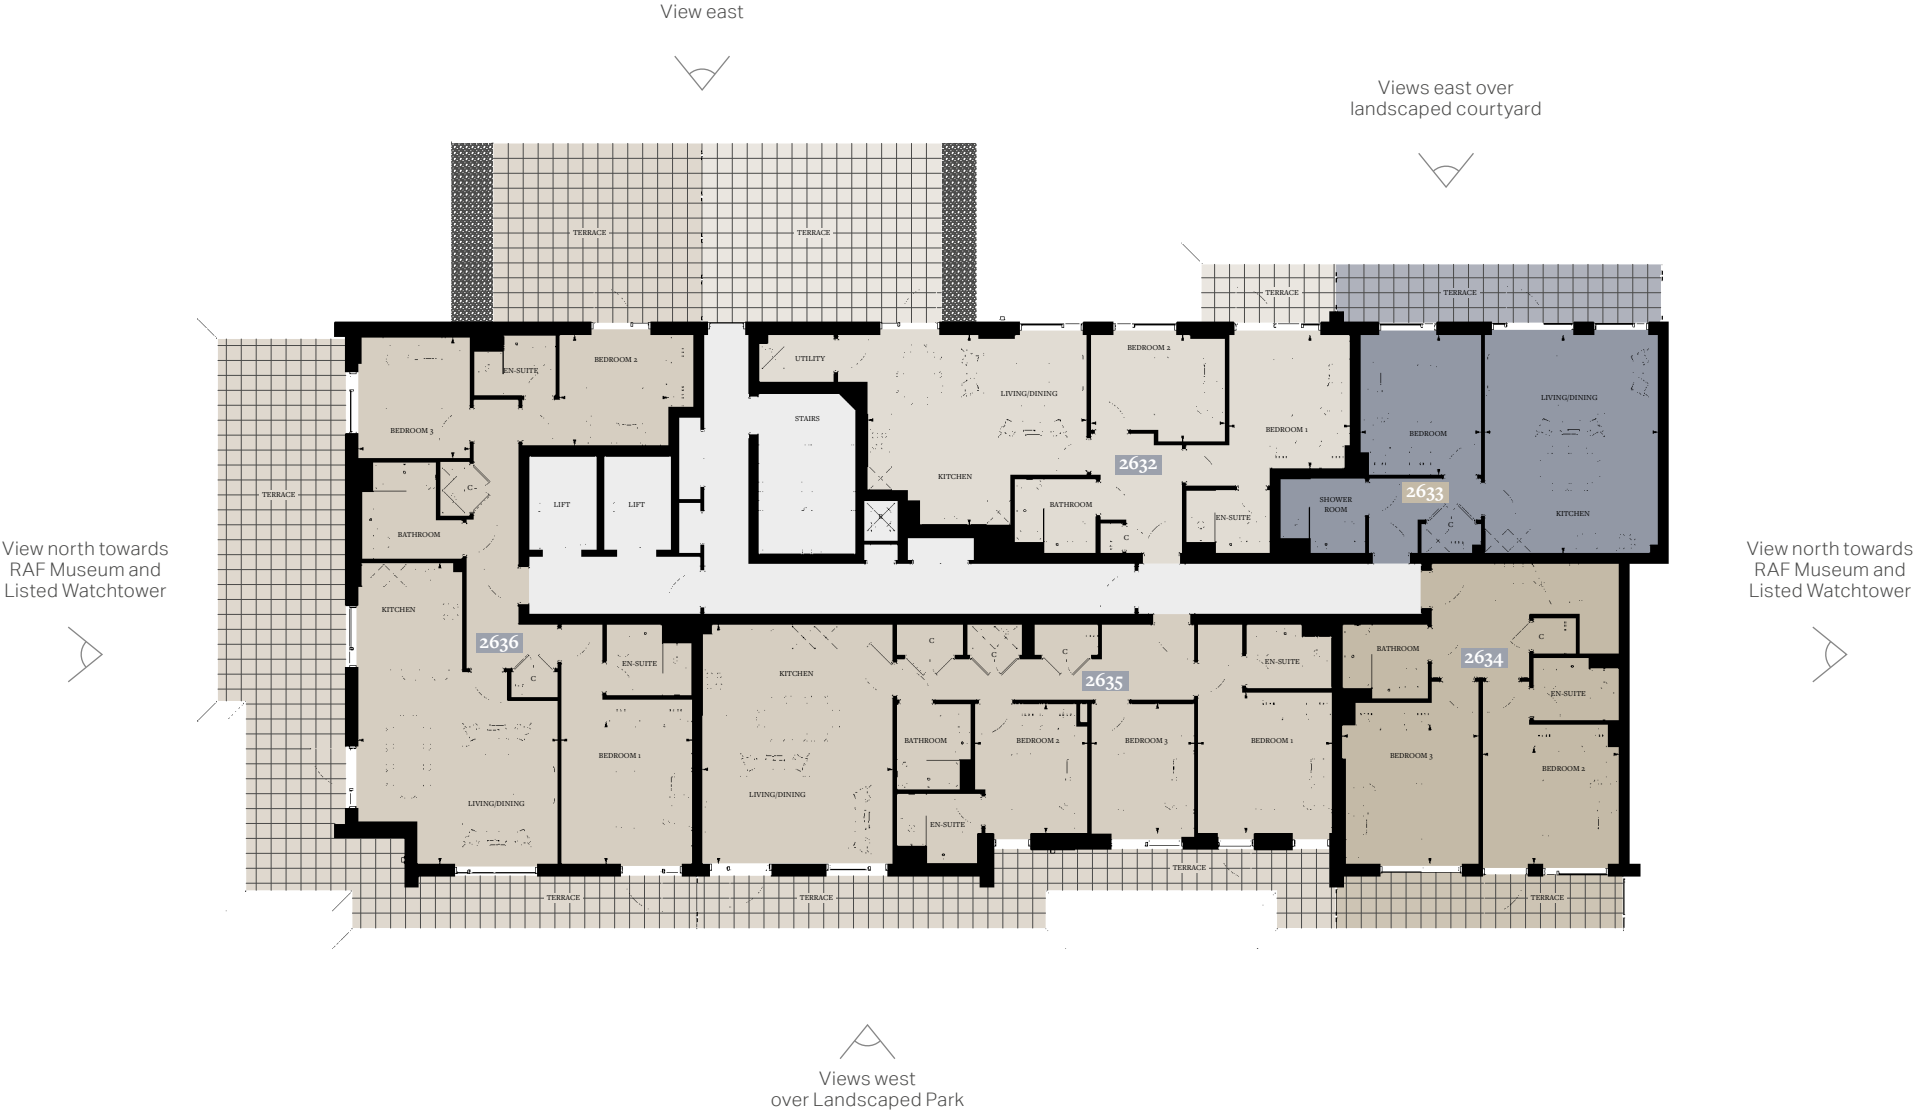 View east
Views east over
landscaped courtyard
TERRACE
TERRACE
TERRACE
TERRACE
UTILITY
BEDROOM 2
BEDROOM 2
EN-SUITE
LIVING/DINING
LIVING/DINING
STAIRS
BEDROOM 3
BEDROOM 1
BEDROOM
2632
KITCHEN
C
2633
TERRACE
LIFT
LIFT
BATHROOM
SHOWER
ROOM
KITCHEN
EN-SUITE
C
C
BATHROOM
View north towards
RAF Museum and
Listed Watchtower
View north towards
RAF Museum and
Listed Watchtower
KITCHEN
2636
C
C
C
C
BATHROOM
2634
EN-SUITE
EN-SUITE
KITCHEN
C
2635
EN-SUITE
BATHROOM
BEDROOM 2
BEDROOM 3
BEDROOM 1
BEDROOM 1
BEDROOM 3
BEDROOM 2
LIVING/DINING
LIVING/DINING
EN-SUITE
TERRACE
TERRACE
TERRACE
TERRACE
Views west
over Landscaped Park